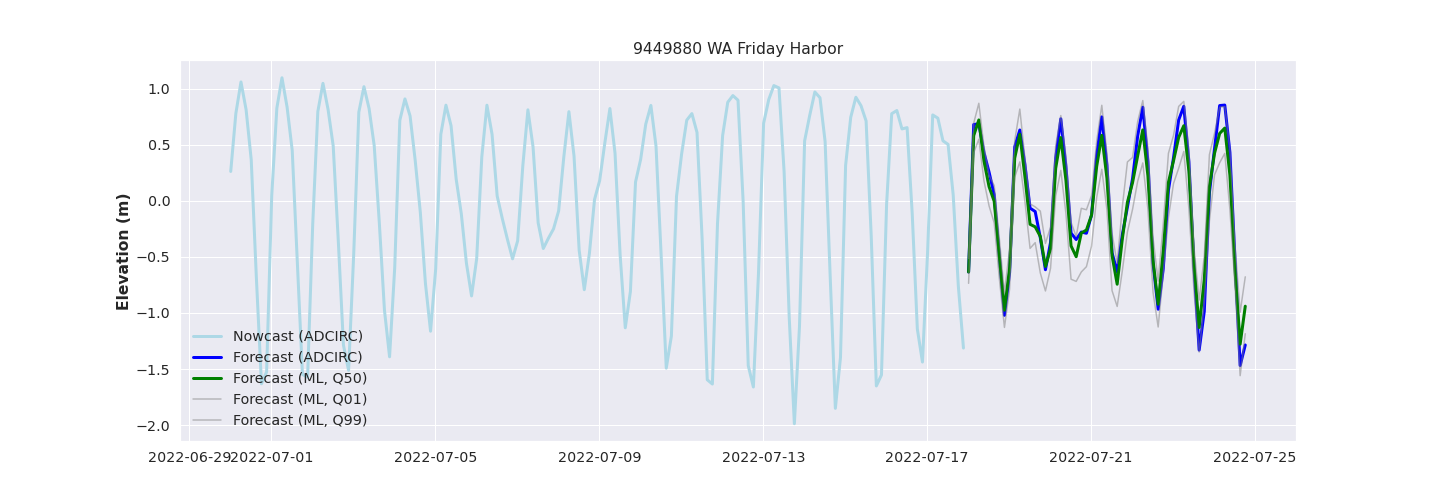 9449880 WA Friday Harbor
Elevation (m)
1.0
0.5
0.0
−0.5
−1.0
−1.5
−2.0
Nowcast (ADCIRC)
Forecast (ADCIRC)
Forecast (ML, Q50)
Forecast (ML, Q01)
Forecast (ML, Q99)
2022-06-29 2022-07-01 2022-07-05 2022-07-09 2022-07-13 2022-07-17 2022-07-21 2022-07-25